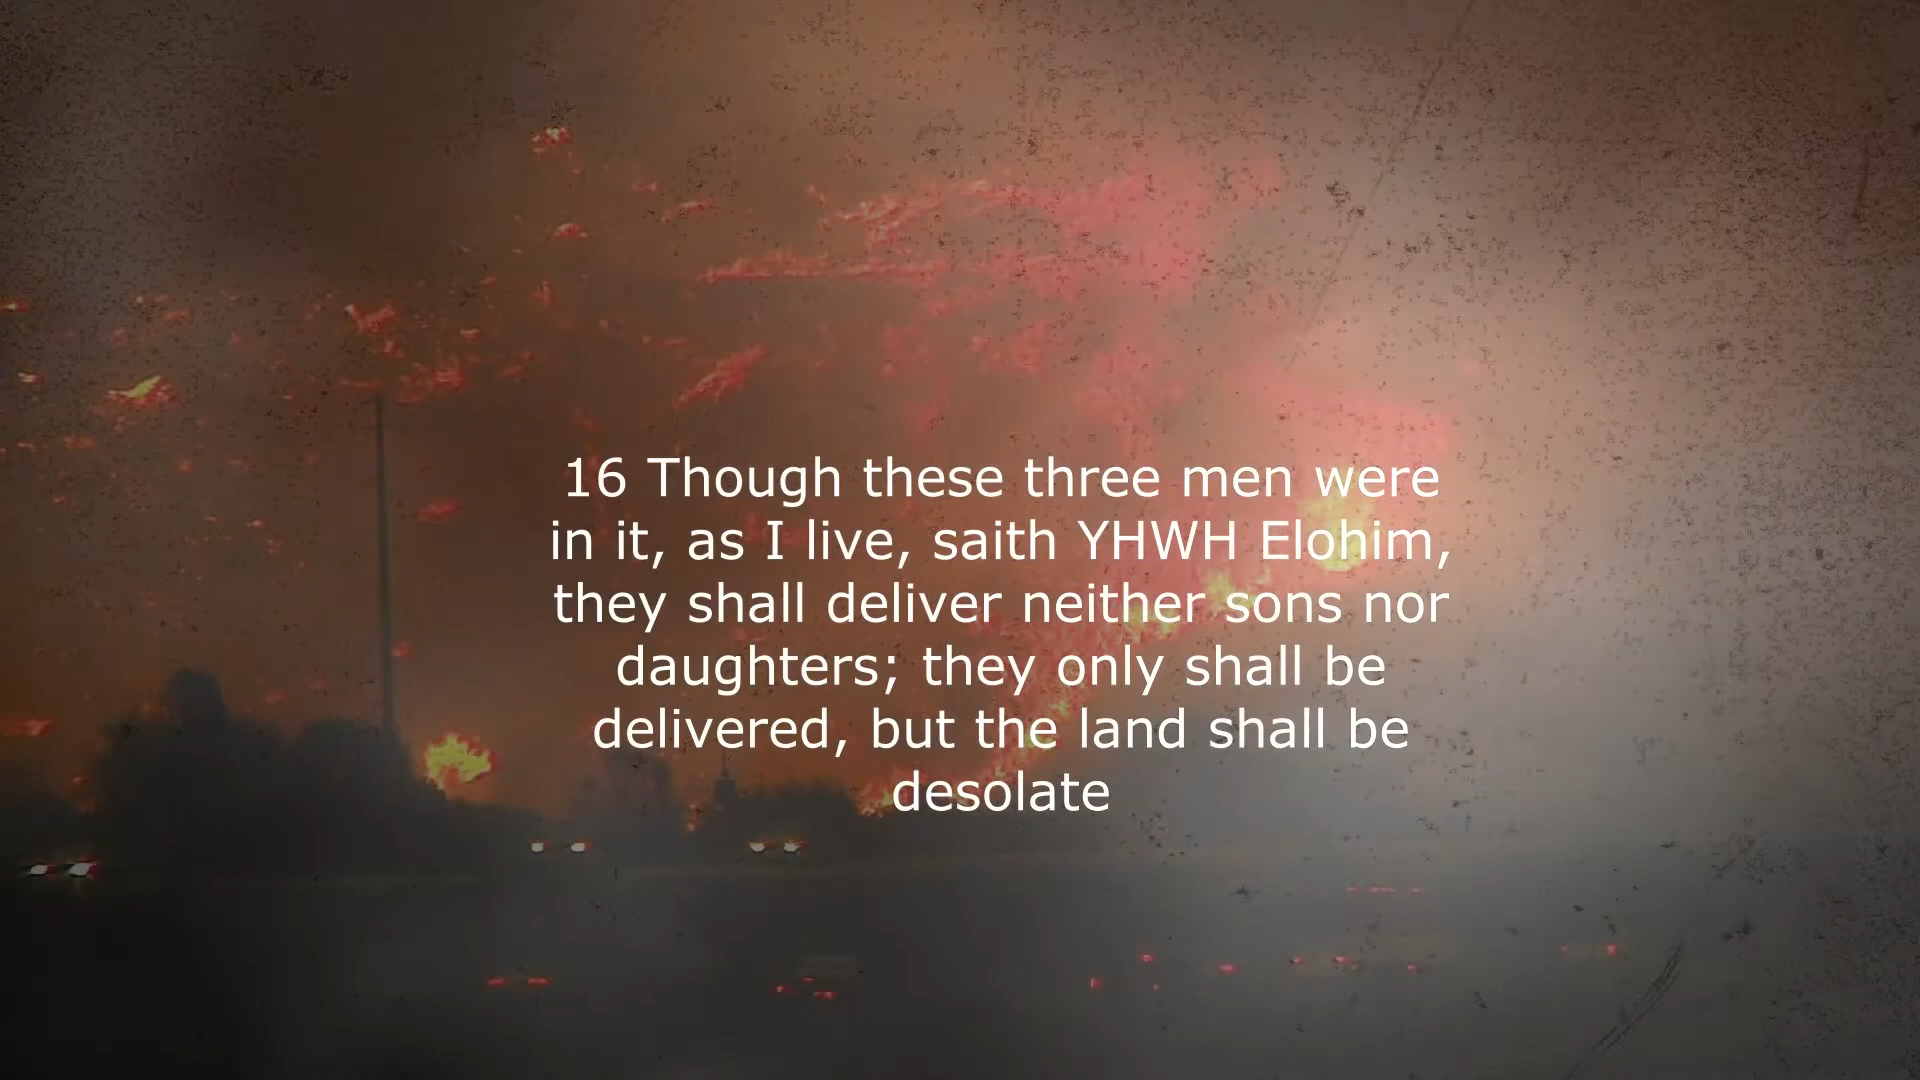 16 Though these three men were
in it, as I live, saith YHWH Elohim,
they shall deliver neither sons nor
daughters; they only shall be
delivered, but the land shall be
desolate